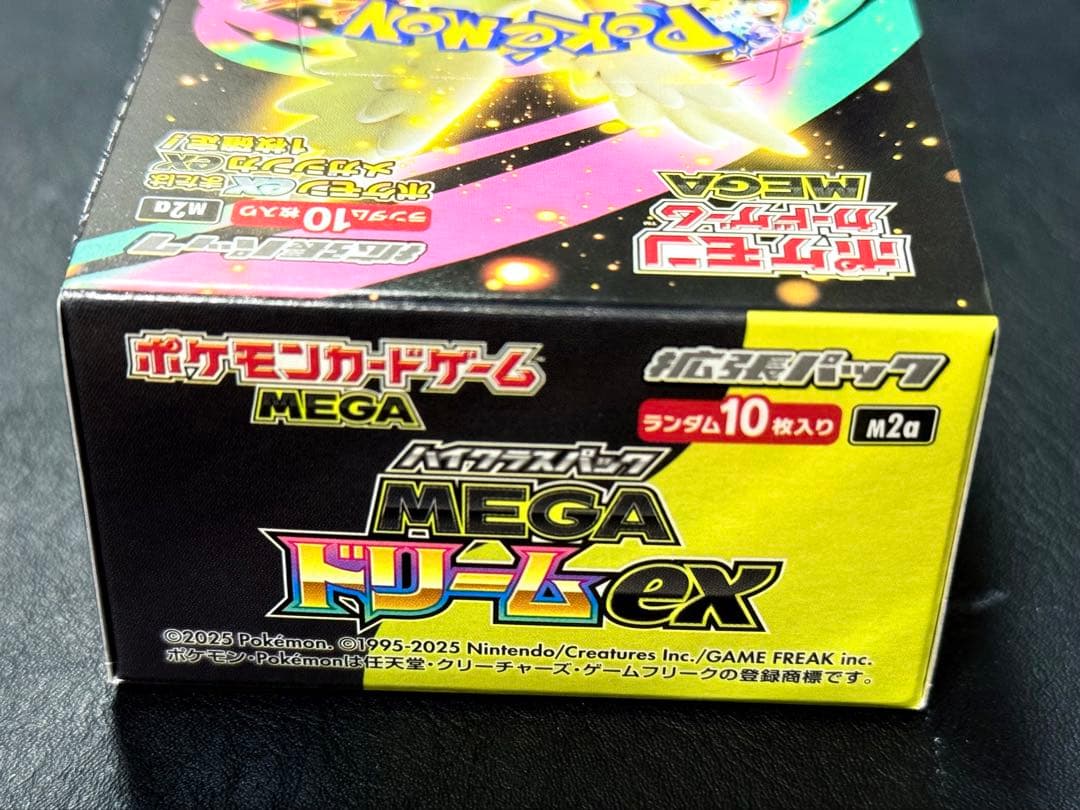 POKéMON
ポケモンカードゲーム
MEGA
拡張パック
ランダム10枚入り
M2a
ポケモンexまたは
メガシンカex
1枚確定!
ポケモンカードゲーム
MEGA
拡張パック
ランダム10枚入り
M2a
ハイクラスパック
MEGA
ドリームex
©2025 Pokémon. ©1995-2025 Nintendo/Creatures Inc./GAME FREAK inc.
ポケモン・Pokémonは任天堂・クリーチャーズ・ゲームフリークの登録商標です。